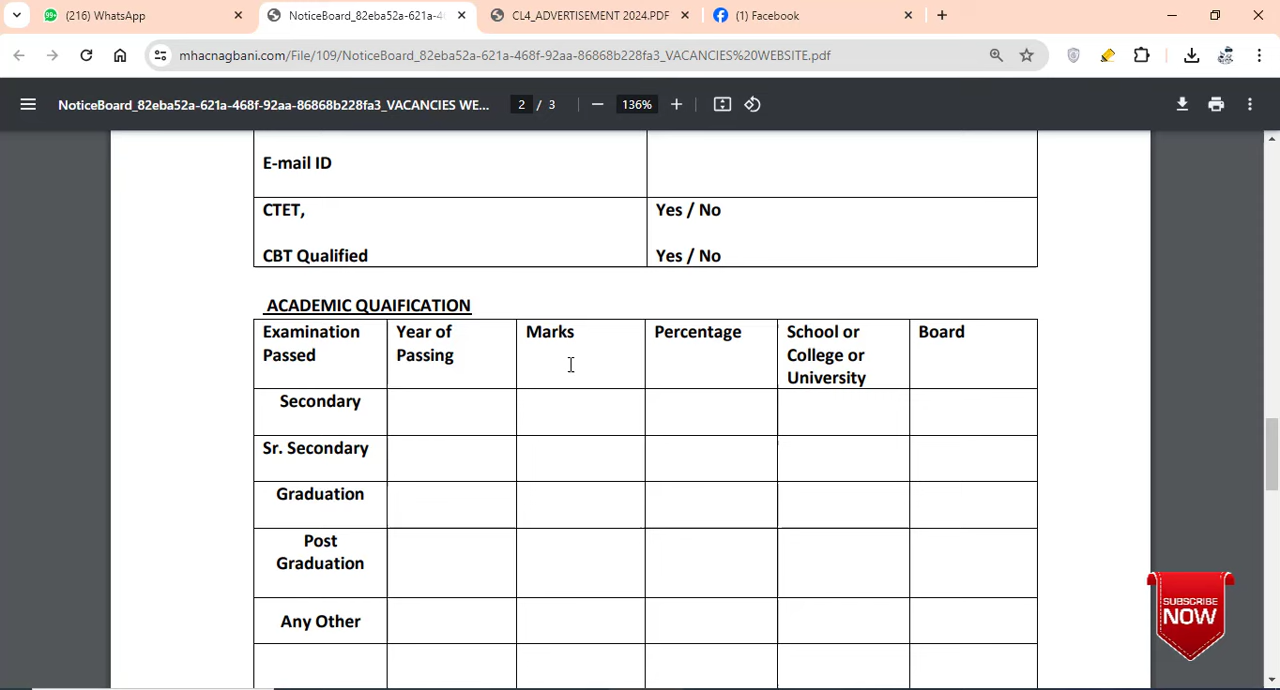 (216) WhatsApp
NoticeBoard_82eba52a-621a-4
CL4_ADVERTISEMENT 2024.PDF
(1) Facebook
99+
mhacnagbani.com/File/109/NoticeBoard_82eba52a-621a-468f-92aa-86868b228fa3_VACANCIES%20WEBSITE.pdf
NoticeBoard_82eba52a-621a-468f-92aa-86868b228fa3_VACANCIES WE...
2 / 3
136%
E-mail ID
CTET, Yes / No
CBT Qualified Yes / No
ACADEMIC QUAIFICATION
Examination Year of Marks Percentage School or Board
Passed Passing College or
University
Secondary
Sr. Secondary
Graduation
Post
Graduation
Any Other
SUBSCRIBE
NOW